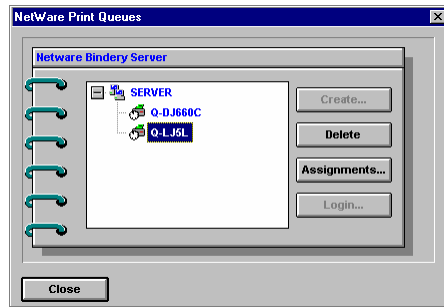 NetWare Print Queues
Netware Bindery Server
SERVER
Q-DJ660C
Q-LJ5L
Create...
Delete
Assignments...
Login...
Close